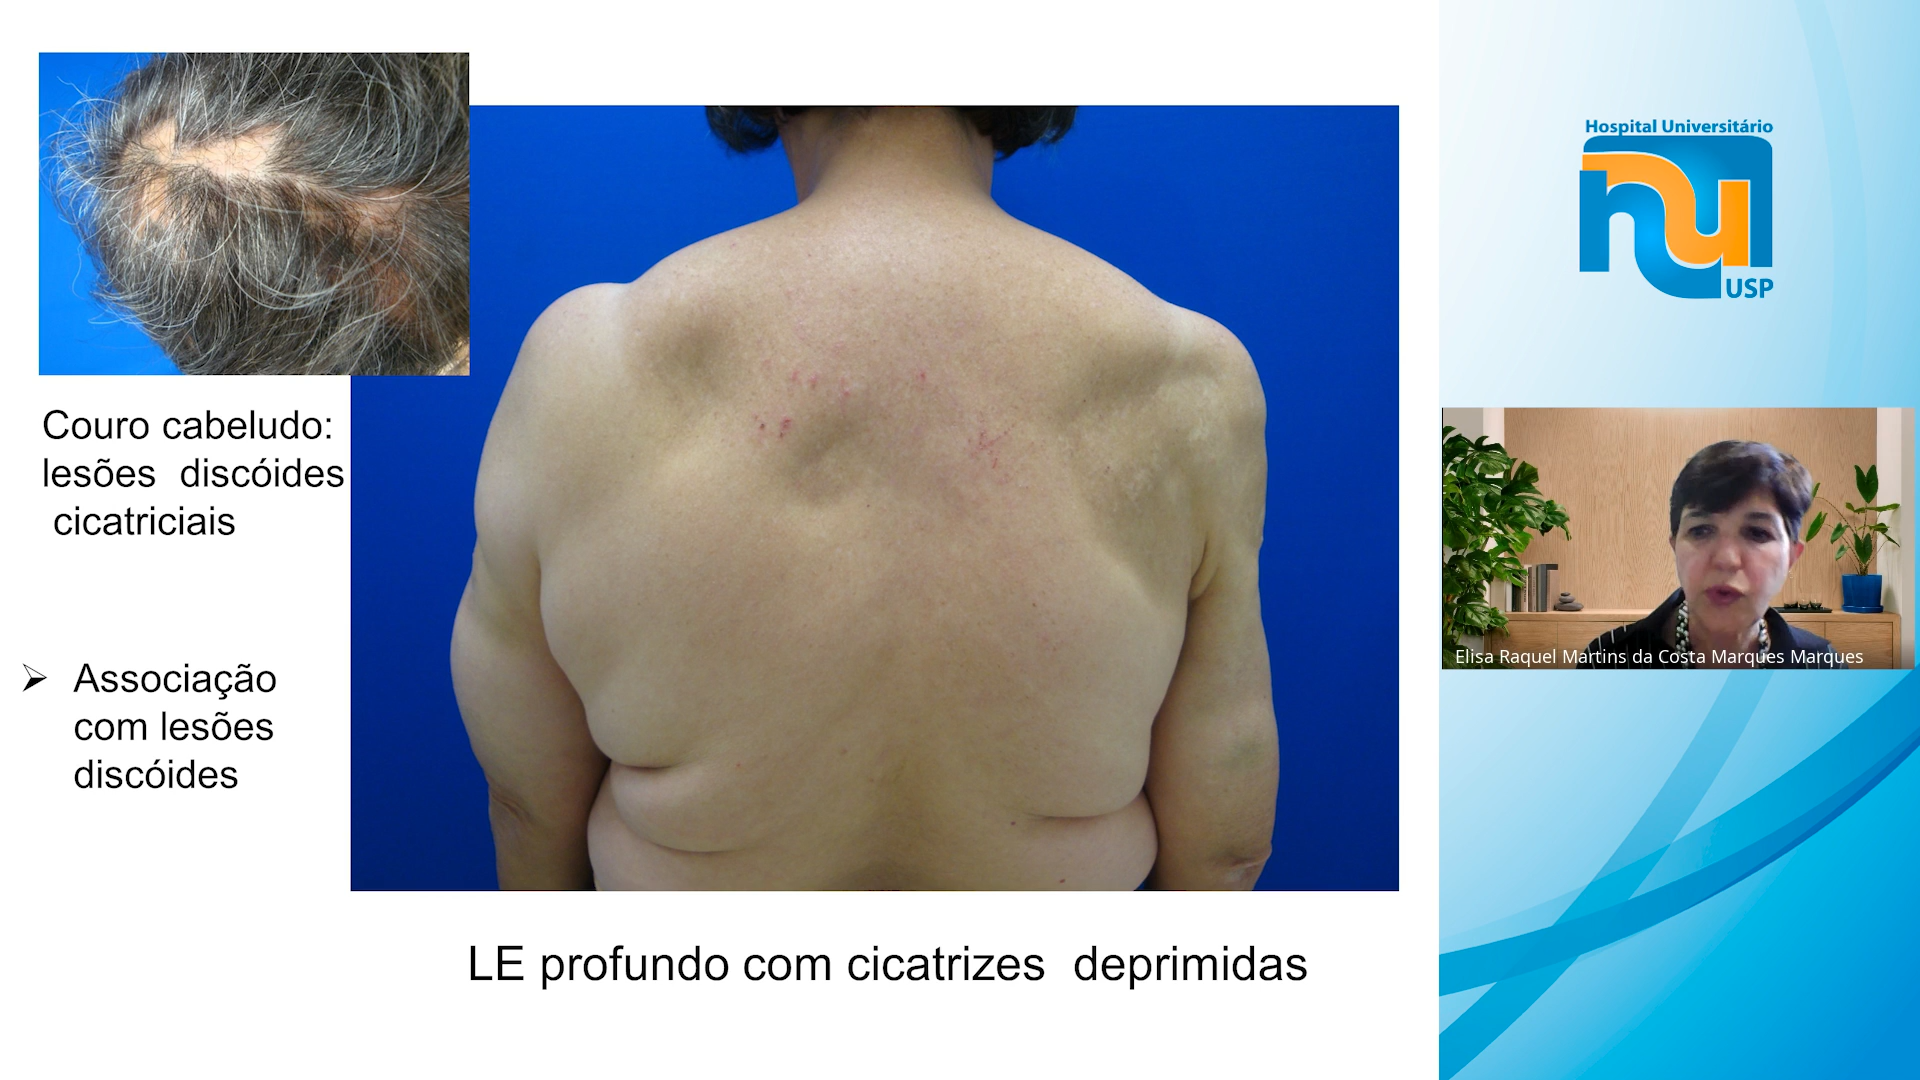 Couro cabeludo:
lesões discóides
cicatriciais
Associação
com lesões
discóides
LE profundo com cicatrizes deprimidas
Hospital Universitário
hu
USP
Elisa Raquel Martins da Costa Marques Marques